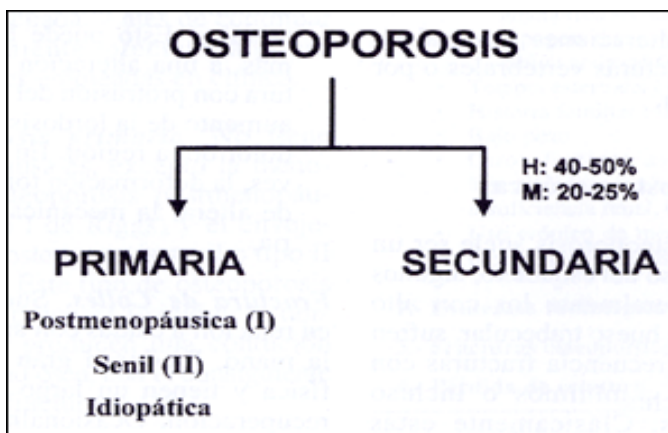 OSTEOPOROSIS
H: 40-50%
M: 20-25%
PRIMARIA
SECUNDARIA
Postmenopáusica (I)
Senil (II)
Idiopática